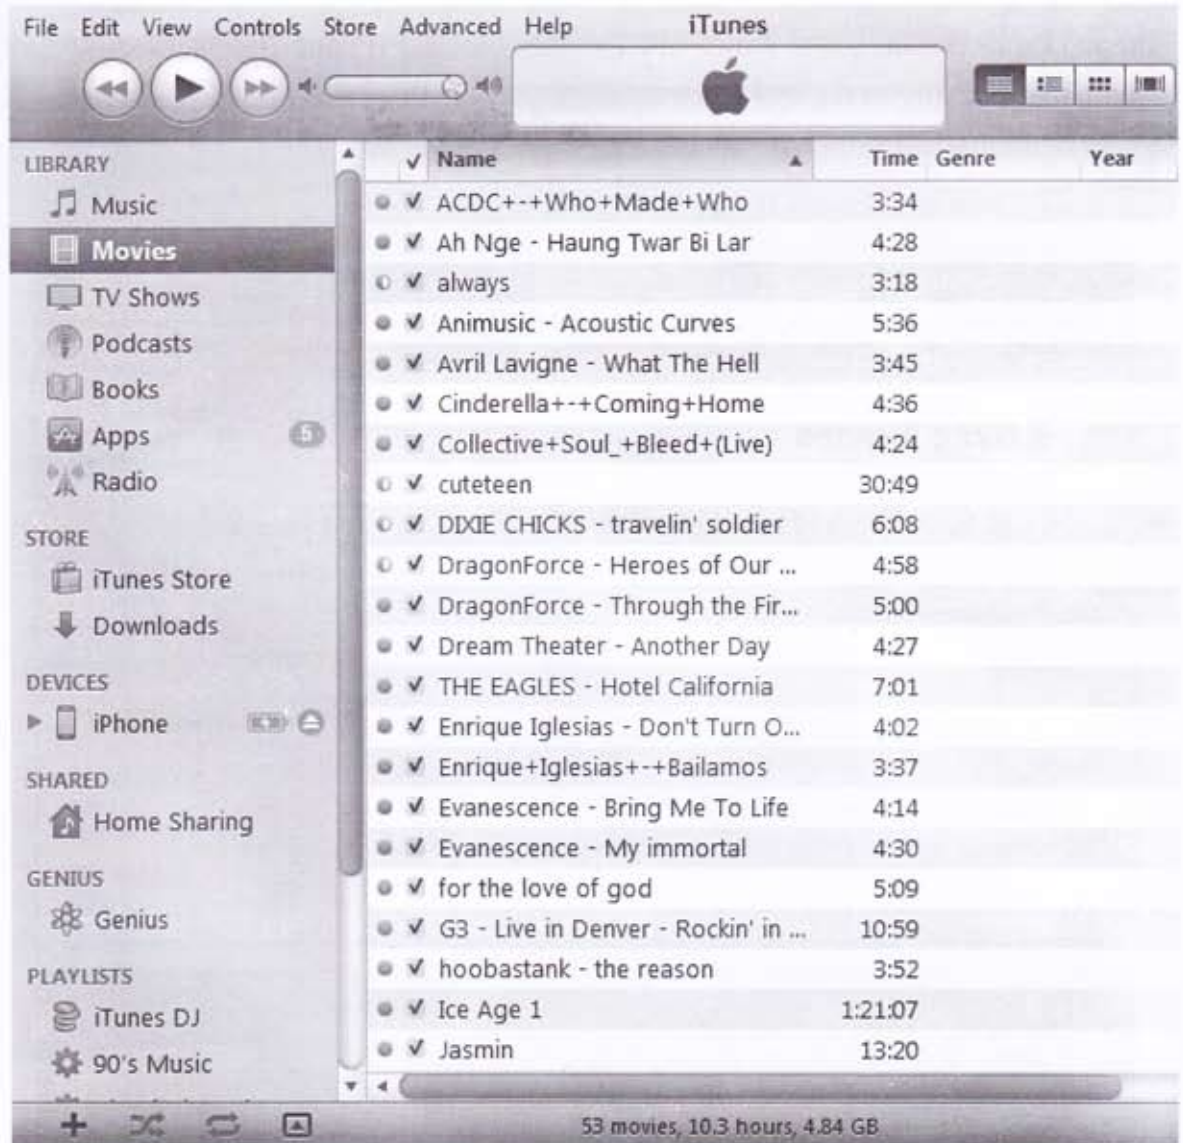 File Edit View Controls Store Advanced Help iTunes
LIBRARY
Music
Movies
TV Shows
Podcasts
Books
Apps 5
Radio
STORE
iTunes Store
Downloads
DEVICES
iPhone
SHARED
Home Sharing
GENIUS
Genius
PLAYLISTS
iTunes DJ
90's Music
Name Time Genre Year
ACDC+-+Who+Made+Who 3:34
Ah Nge - Haung Twar Bi Lar 4:28
always 3:18
Animusic - Acoustic Curves 5:36
Avril Lavigne - What The Hell 3:45
Cinderella+-+Coming+Home 4:36
Collective+Soul_+Bleed+(Live) 4:24
cuteteen 30:49
DIXIE CHICKS - travelin' soldier 6:08
DragonForce - Heroes of Our ... 4:58
DragonForce - Through the Fir... 5:00
Dream Theater - Another Day 4:27
THE EAGLES - Hotel California 7:01
Enrique Iglesias - Don't Turn O... 4:02
Enrique+Iglesias+-+Bailamos 3:37
Evanescence - Bring Me To Life 4:14
Evanescence - My immortal 4:30
for the love of god 5:09
G3 - Live in Denver - Rockin' in ... 10:59
hoobastank - the reason 3:52
Ice Age 1 1:21:07
Jasmin 13:20
53 movies, 10.3 hours, 4.84 GB